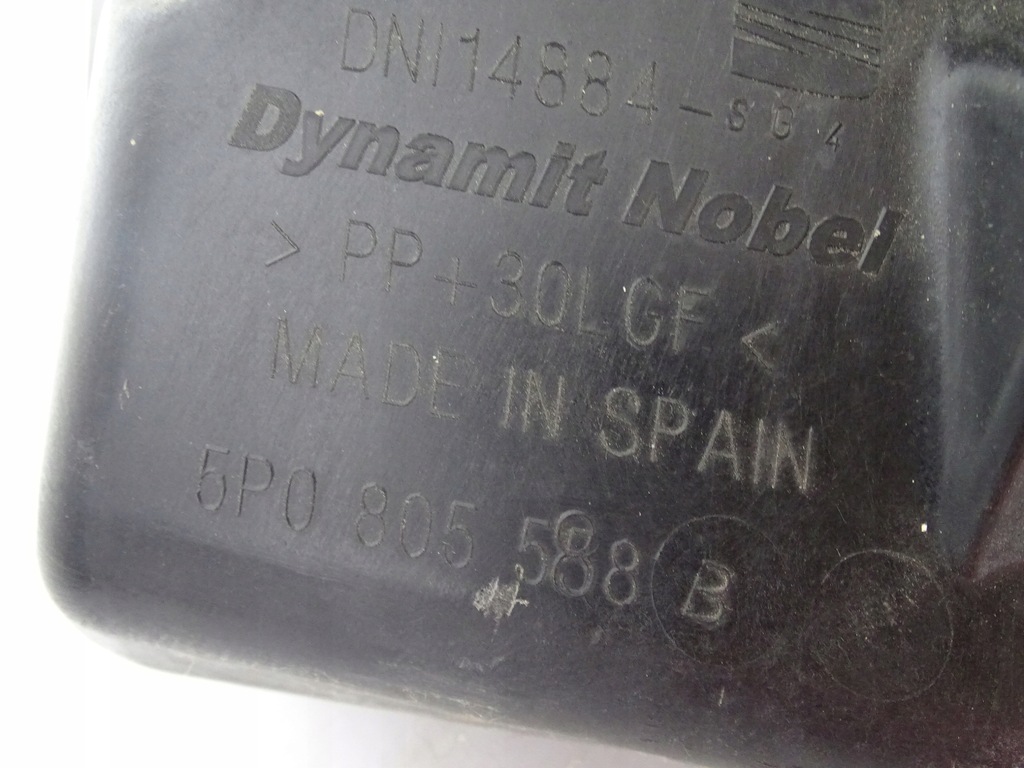 DNI14884-SG4
Dynamit Nobel
> PP+30LGF <
MADE IN SPAIN
5P0 805 588 B